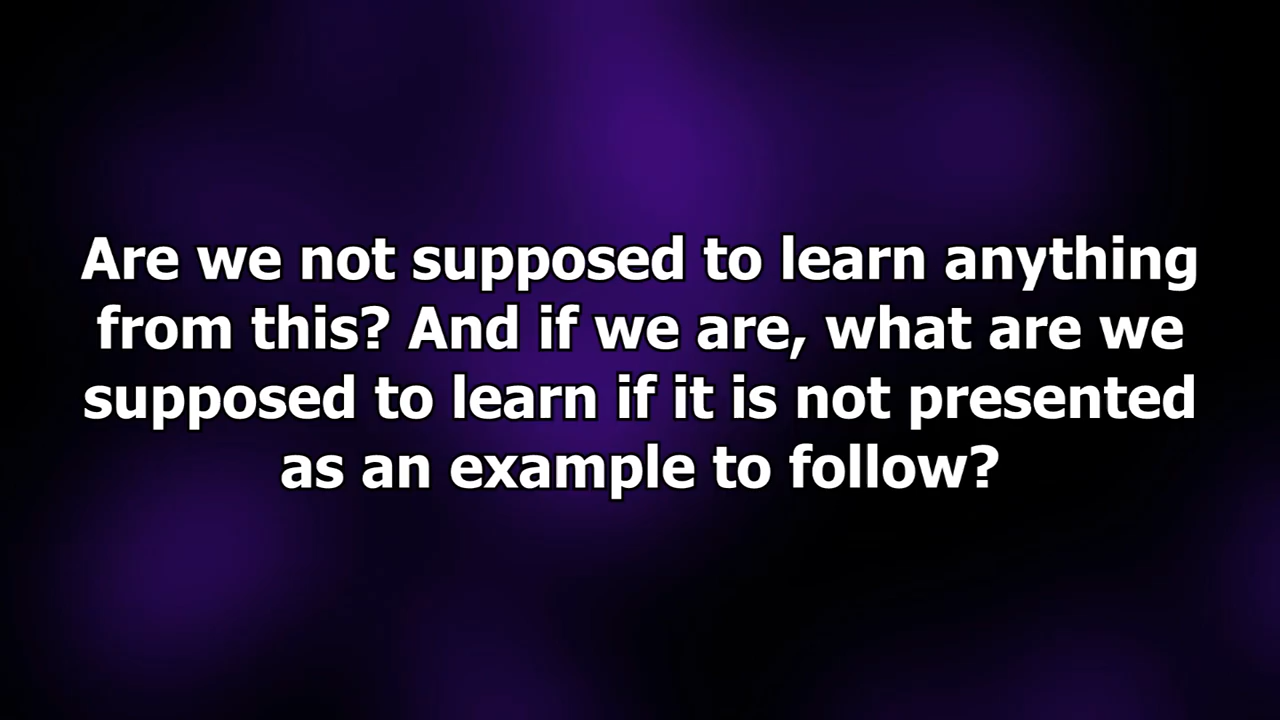 Are we not supposed to learn anything
from this? And if we are, what are we
supposed to learn if it is not presented
as an example to follow?